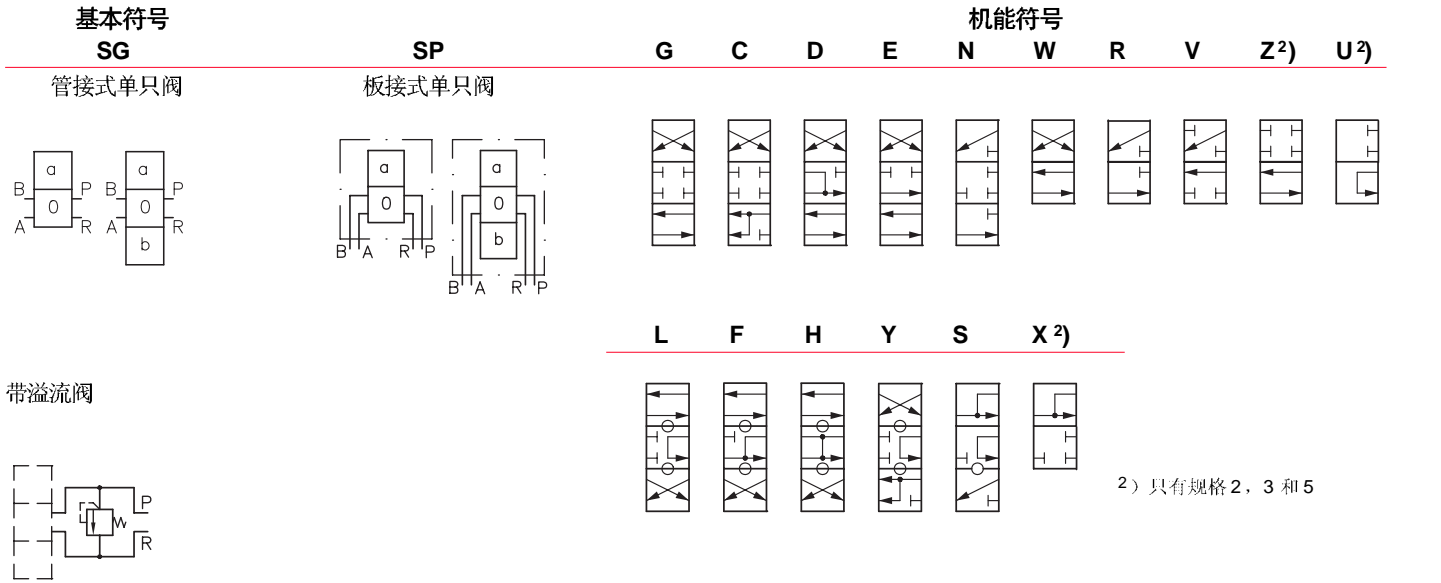 基本符号 机能符号
SG SP G C D E N W R V Z 2) U 2)
管接式单只阀 板接式单只阀
a a
B 0 P B 0 P
A R A R
b
a a
0 0
b
B A R P
B A R P
L F H Y S X 2)
带溢流阀
P
R
2）只有规格 2，3 和 5